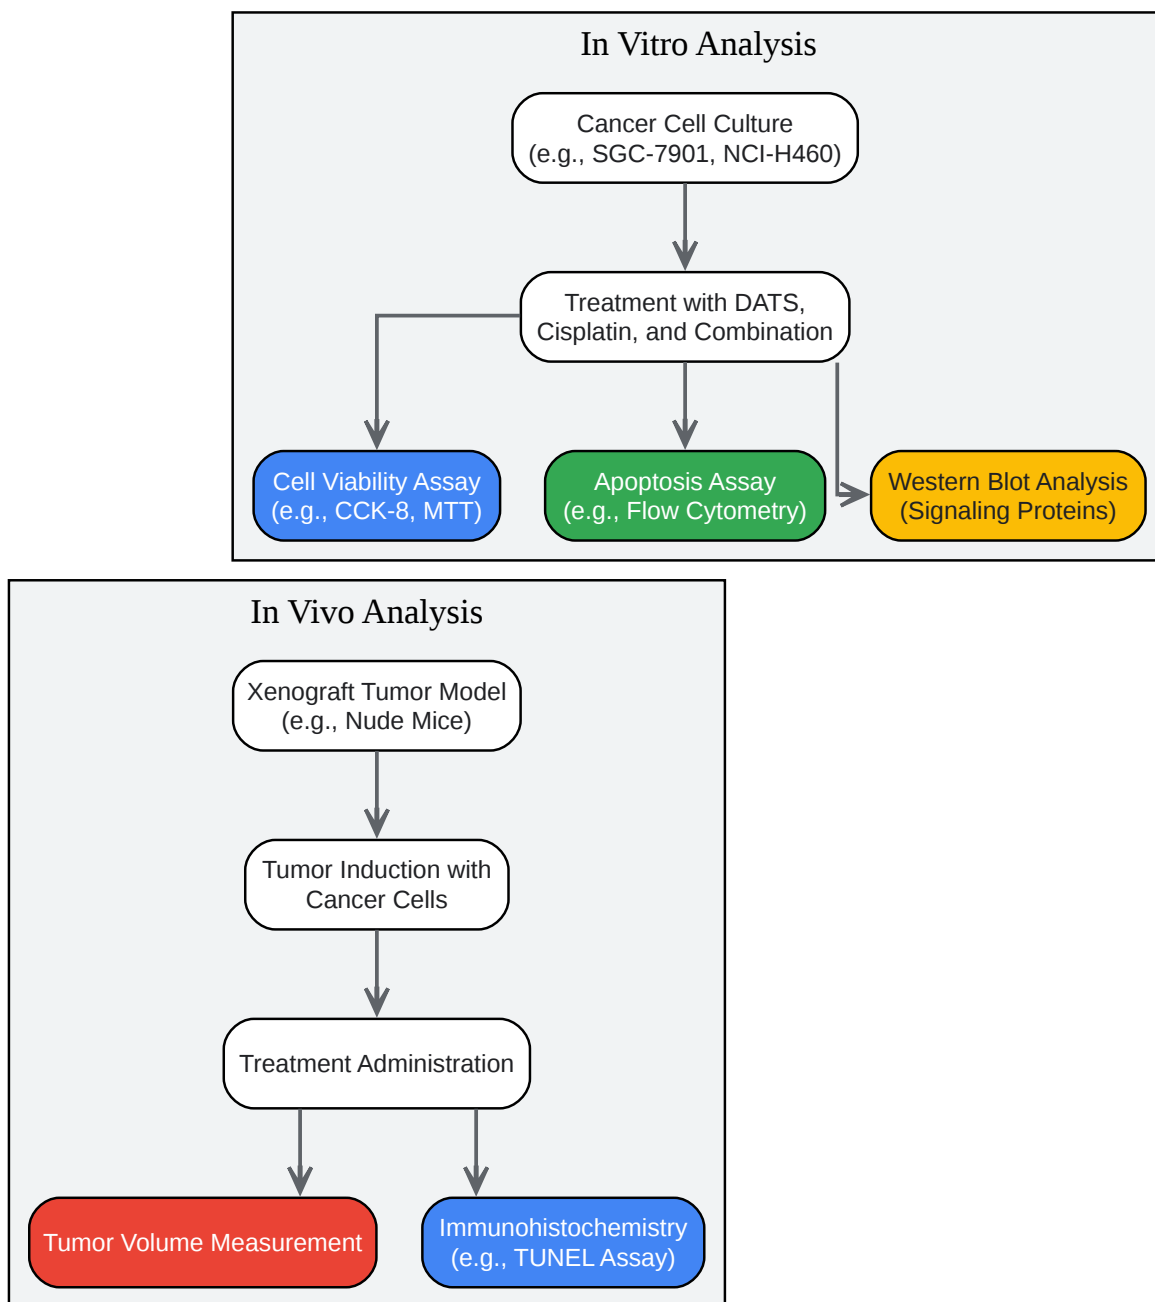 In Vitro Analysis
Cancer Cell Culture
(e.g., SGC-7901, NCI-H460)
Treatment with DATS,
Cisplatin, and Combination
Cell Viability Assay
(e.g., CCK-8, MTT)
Apoptosis Assay
(e.g., Flow Cytometry)
Western Blot Analysis
(Signaling Proteins)
In Vivo Analysis
Xenograft Tumor Model
(e.g., Nude Mice)
Tumor Induction with
Cancer Cells
Treatment Administration
Tumor Volume Measurement
Immunohistochemistry
(e.g., TUNEL Assay)